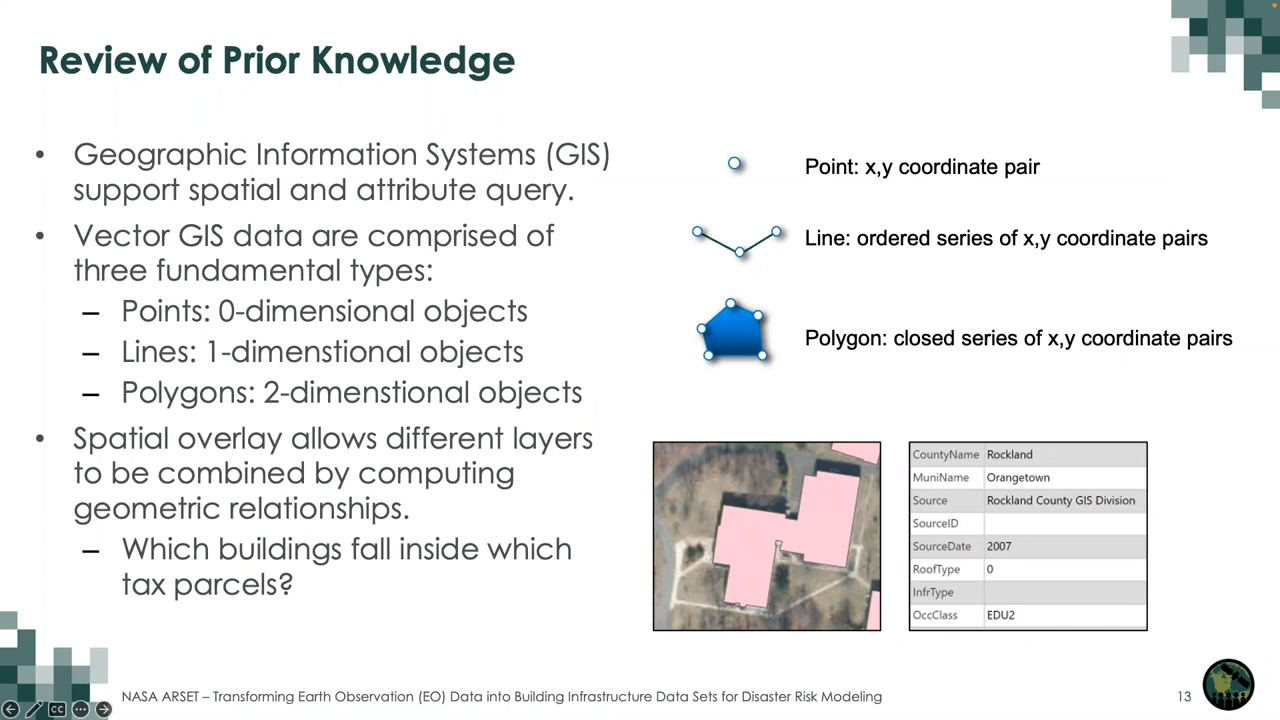 Review of Prior Knowledge
• Geographic Information Systems (GIS)
support spatial and attribute query.
• Vector GIS data are comprised of
three fundamental types:
– Points: 0-dimensional objects
– Lines: 1-dimenstional objects
– Polygons: 2-dimenstional objects
• Spatial overlay allows different layers
to be combined by computing
geometric relationships.
– Which buildings fall inside which
tax parcels?
Point: x,y coordinate pair
Line: ordered series of x,y coordinate pairs
Polygon: closed series of x,y coordinate pairs
CountyName Rockland
MuniName Orangetown
Source Rockland County GIS Division
SourceID
SourceDate 2007
RoofType 0
InfrType
OccClass EDU2
CC
NASA ARSET – Transforming Earth Observation (EO) Data into Building Infrastructure Data Sets for Disaster Risk Modeling
13